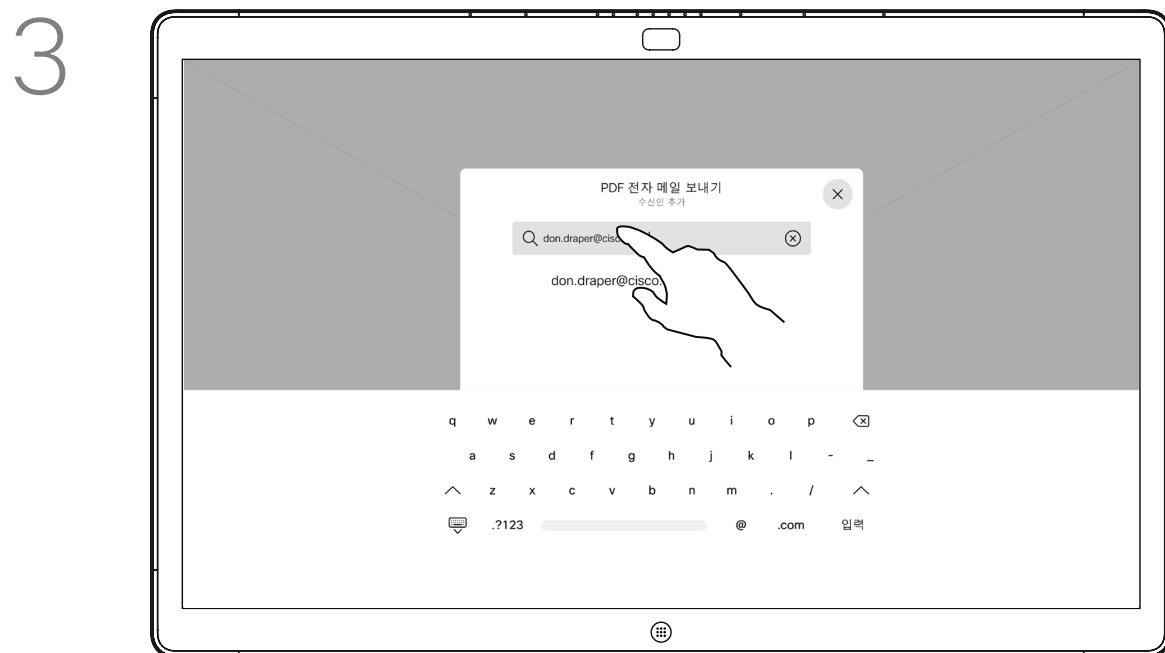 3
PDF 전자 메일 보내기
수신인 추가
don.draper@cisc
don.draper@cisco.
q w e r t y u i o p
a s d f g h j k l - _
z x c v b n m . /
.?123 @ .com 입력